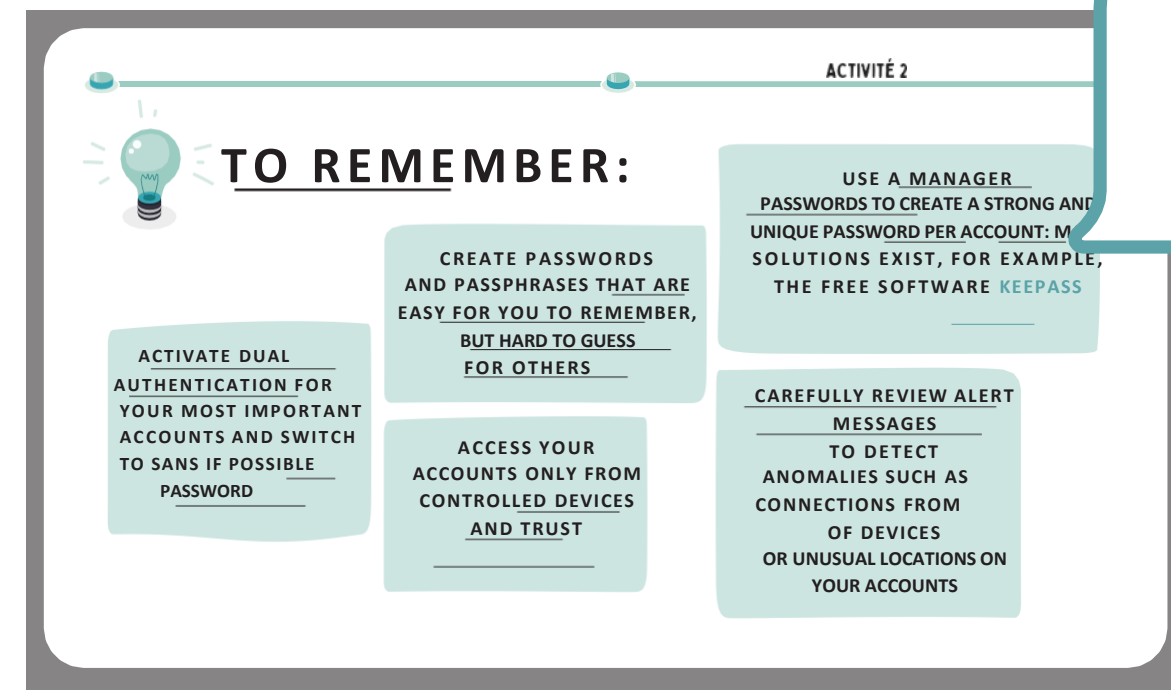 ACTIVITÉ 2
TO REMEMBER:
ACTIVATE DUAL
AUTHENTICATION FOR
YOUR MOST IMPORTANT
ACCOUNTS AND SWITCH
TO SANS IF POSSIBLE
PASSWORD
CREATE PASSWORDS
AND PASSPHRASES THAT ARE
EASY FOR YOU TO REMEMBER,
BUT HARD TO GUESS
FOR OTHERS
ACCESS YOUR
ACCOUNTS ONLY FROM
CONTROLLED DEVICES
AND TRUST
USE A MANAGER
PASSWORDS TO CREATE A STRONG AND
UNIQUE PASSWORD PER ACCOUNT:
SOLUTIONS EXIST, FOR EXAMPLE,
THE FREE SOFTWARE KEEPASS
CAREFULLY REVIEW ALERT
MESSAGES
TO DETECT
ANOMALIES SUCH AS
CONNECTIONS FROM
OF DEVICES
OR UNUSUAL LOCATIONS ON
YOUR ACCOUNTS